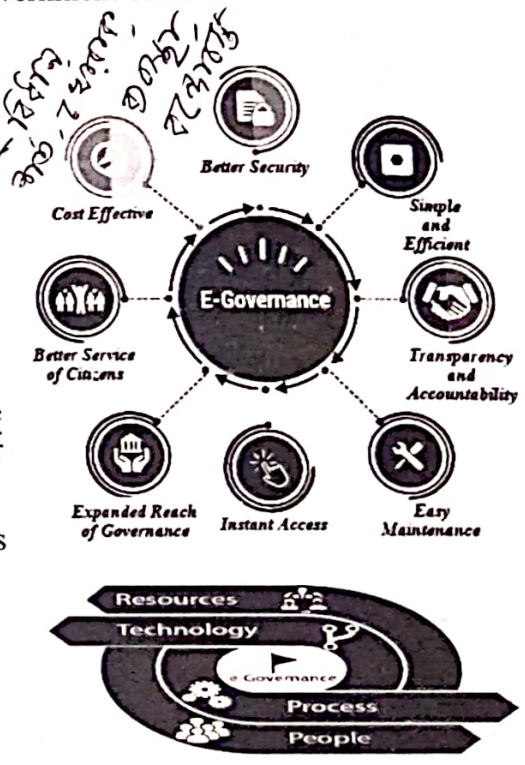 Better Security
Cost Effective
Simple
and
Efficient
E-Governance
Better Service
of Citizens
Transparency
and
Accountability
Expanded Reach
of Governance
Instant Access
Easy
Maintenance
Resources
Technology
e-Governance
Process
People